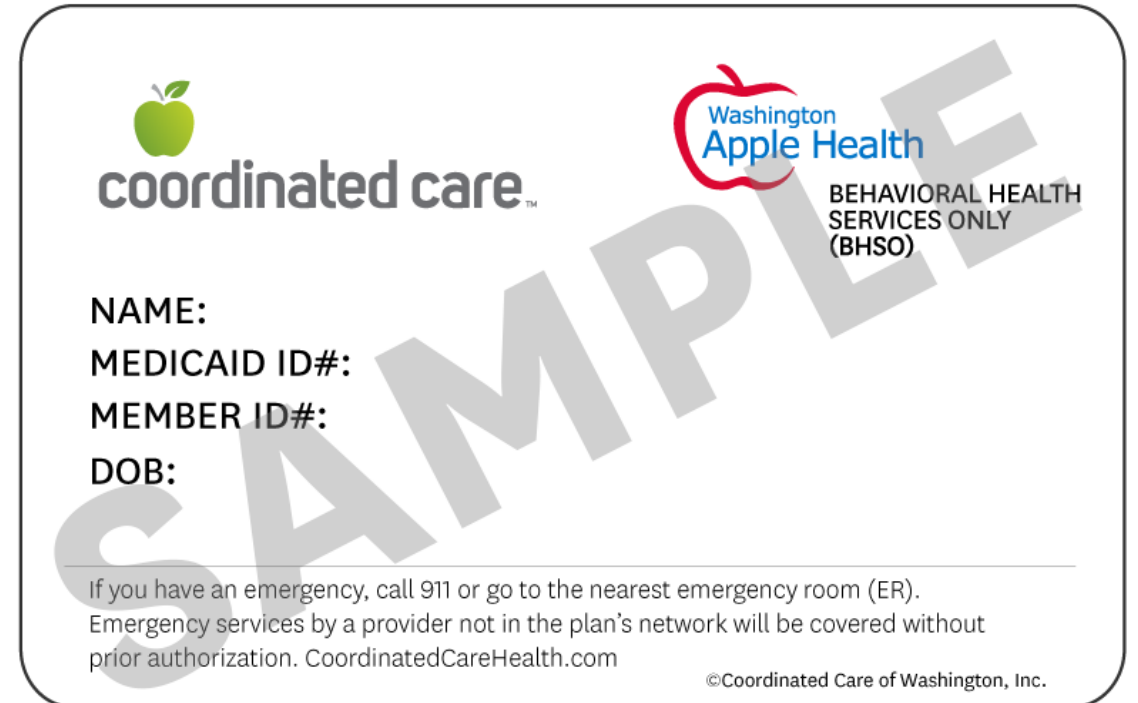 coordinated care™
Washington
Apple Health
BEHAVIORAL HEALTH
SERVICES ONLY
(BHSO)
NAME:
MEDICAID ID#:
MEMBER ID#:
DOB:
SAMPLE
If you have an emergency, call 911 or go to the nearest emergency room (ER).
Emergency services by a provider not in the plan’s network will be covered without
prior authorization. CoordinatedCareHealth.com
©Coordinated Care of Washington, Inc.